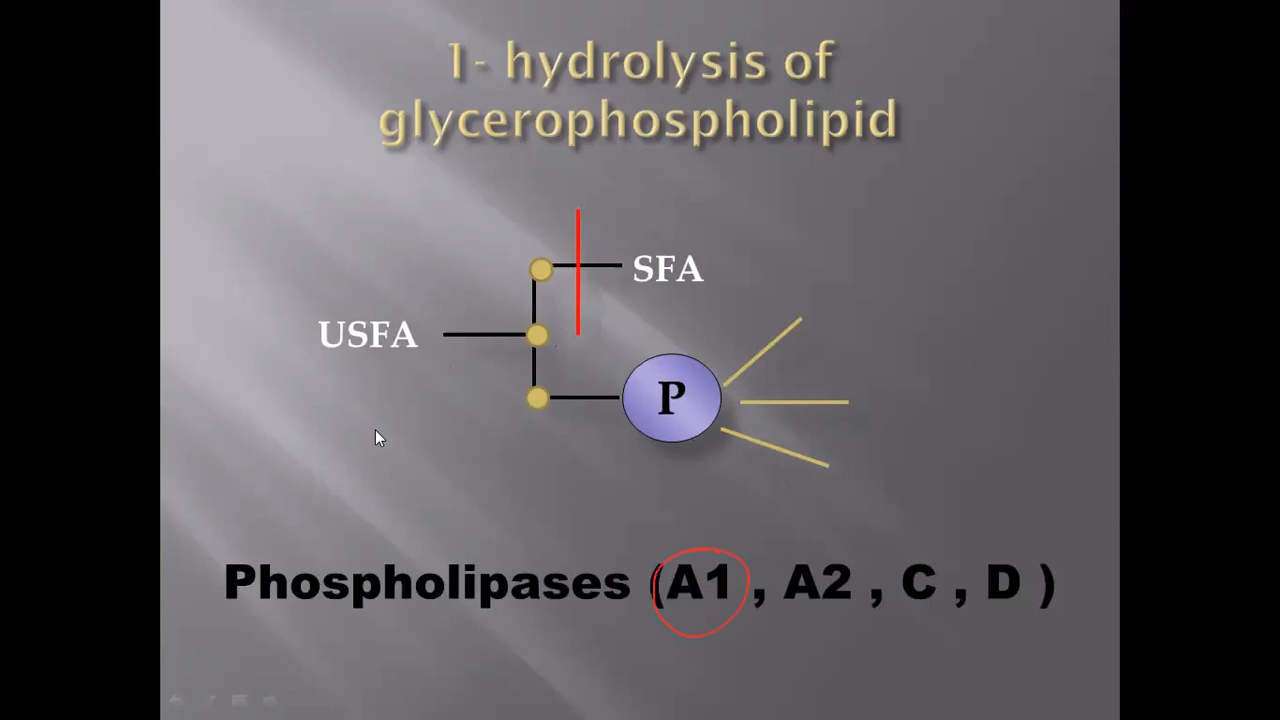 1- hydrolysis of
glycerophospholipid
SFA
USFA
P
Phospholipases (A1 , A2 , C , D )